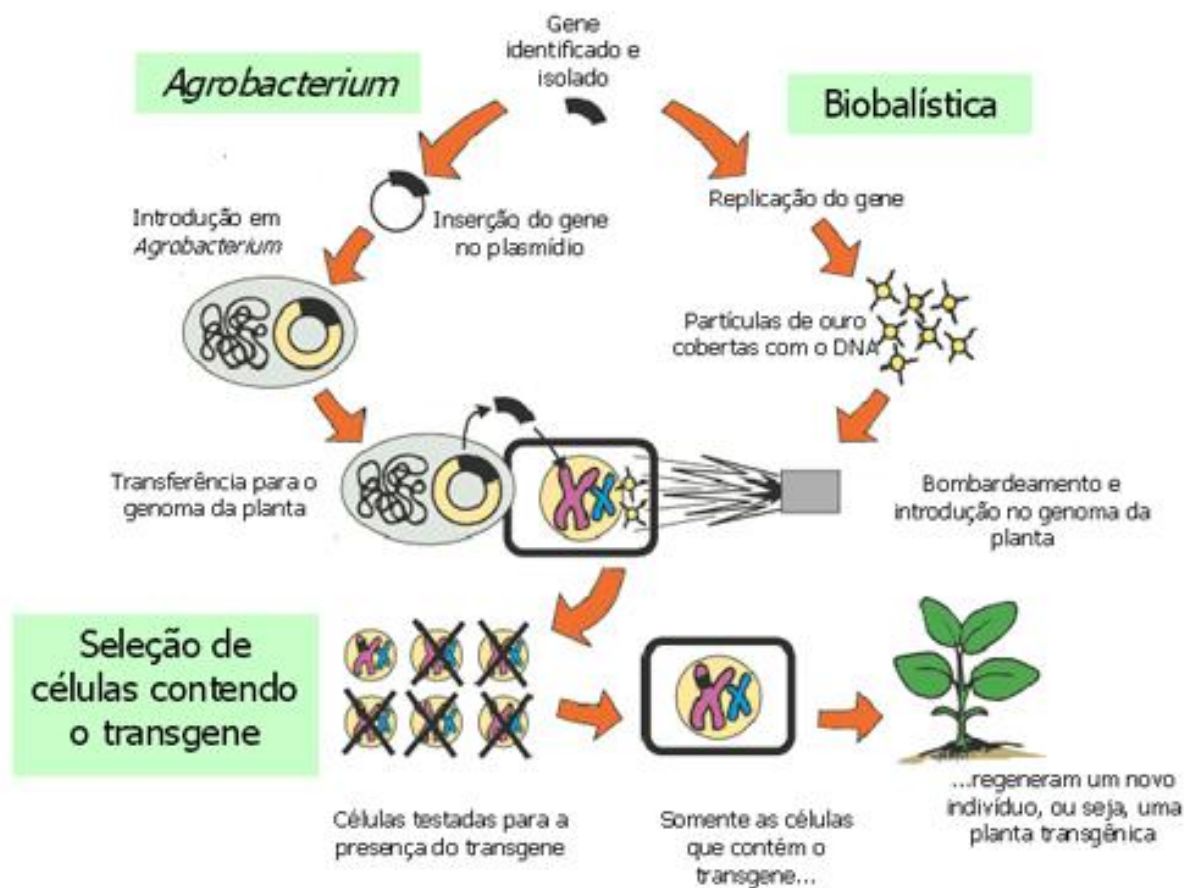 Gene
identificado e
isolado
Agrobacterium
Biobalística
Introdução em
Agrobacterium
Inserção do gene
no plasmídio
Replicação do gene
Partículas de ouro
cobertas com o DNA
Transferência para o
genoma da planta
Bombardeamento e
introdução no genoma da
planta
Seleção de
células contendo
o transgene
Células testadas para a
presença do transgene
Somente as células
que contém o
transgene...
...regeneram um novo
indivíduo, ou seja, uma
planta transgênica